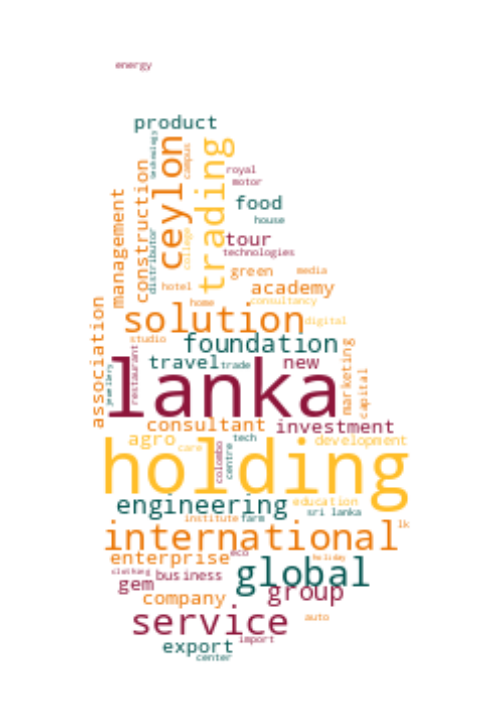 energy
product
technology
ceylon
campus
trading
construction
royal
motor
management
food
house
distributor
college
tour
technologies
green
media
hotel
academy
home
consultancy
association
solution
digital
studio
foundation
marketing
restaurant
travel
trade
new
jewellery
lanka
capital
consultant
investment
agro
tech
development
care
colombo
centre
holding
engineering
education
sri lanka
institute
farm
international
lk
enterprise
eco
holiday
clothing
business
global
gem
group
company
service
auto
import
export
center